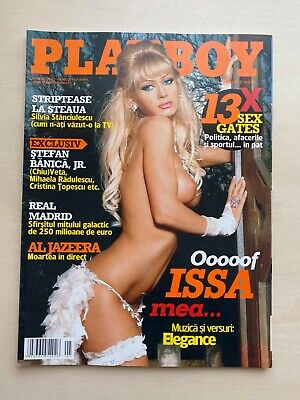 PLAYBOY
STRIPTEASE
LA STEAUA
Silvia Stănciulescu
(cum n-ați văzut-o la TV)
EXCLUSIV
ȘTEFAN
BĂNICĂ, JR.
(Chiu)Veta,
Mihaela Rădulescu,
Cristina Țopescu etc.
REAL
MADRID
Sfîrșitul mitului galactic
de 250 milioane de euro
AL JAZEERA
Moartea în direct
13X
SEX
GATES
Politica, afacerile
și sportul... în pat
Ooooof
ISSA
mea...
Muzică și versuri:
Elegance